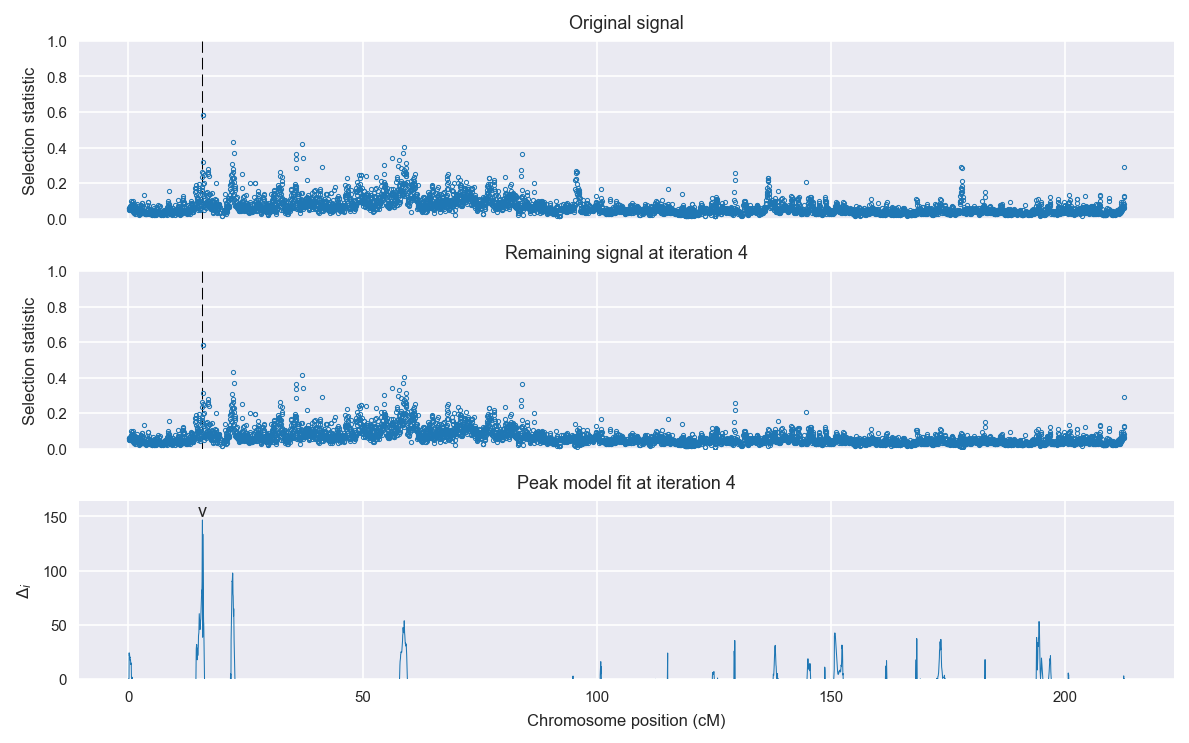 Original signal
Selection statistic
1.0
0.8
0.6
0.4
0.2
0.0
Remaining signal at iteration 4
Selection statistic
1.0
0.8
0.6
0.4
0.2
0.0
Peak model fit at iteration 4
Δi
150
100
50
0
v
0
50
100
150
200
Chromosome position (cM)